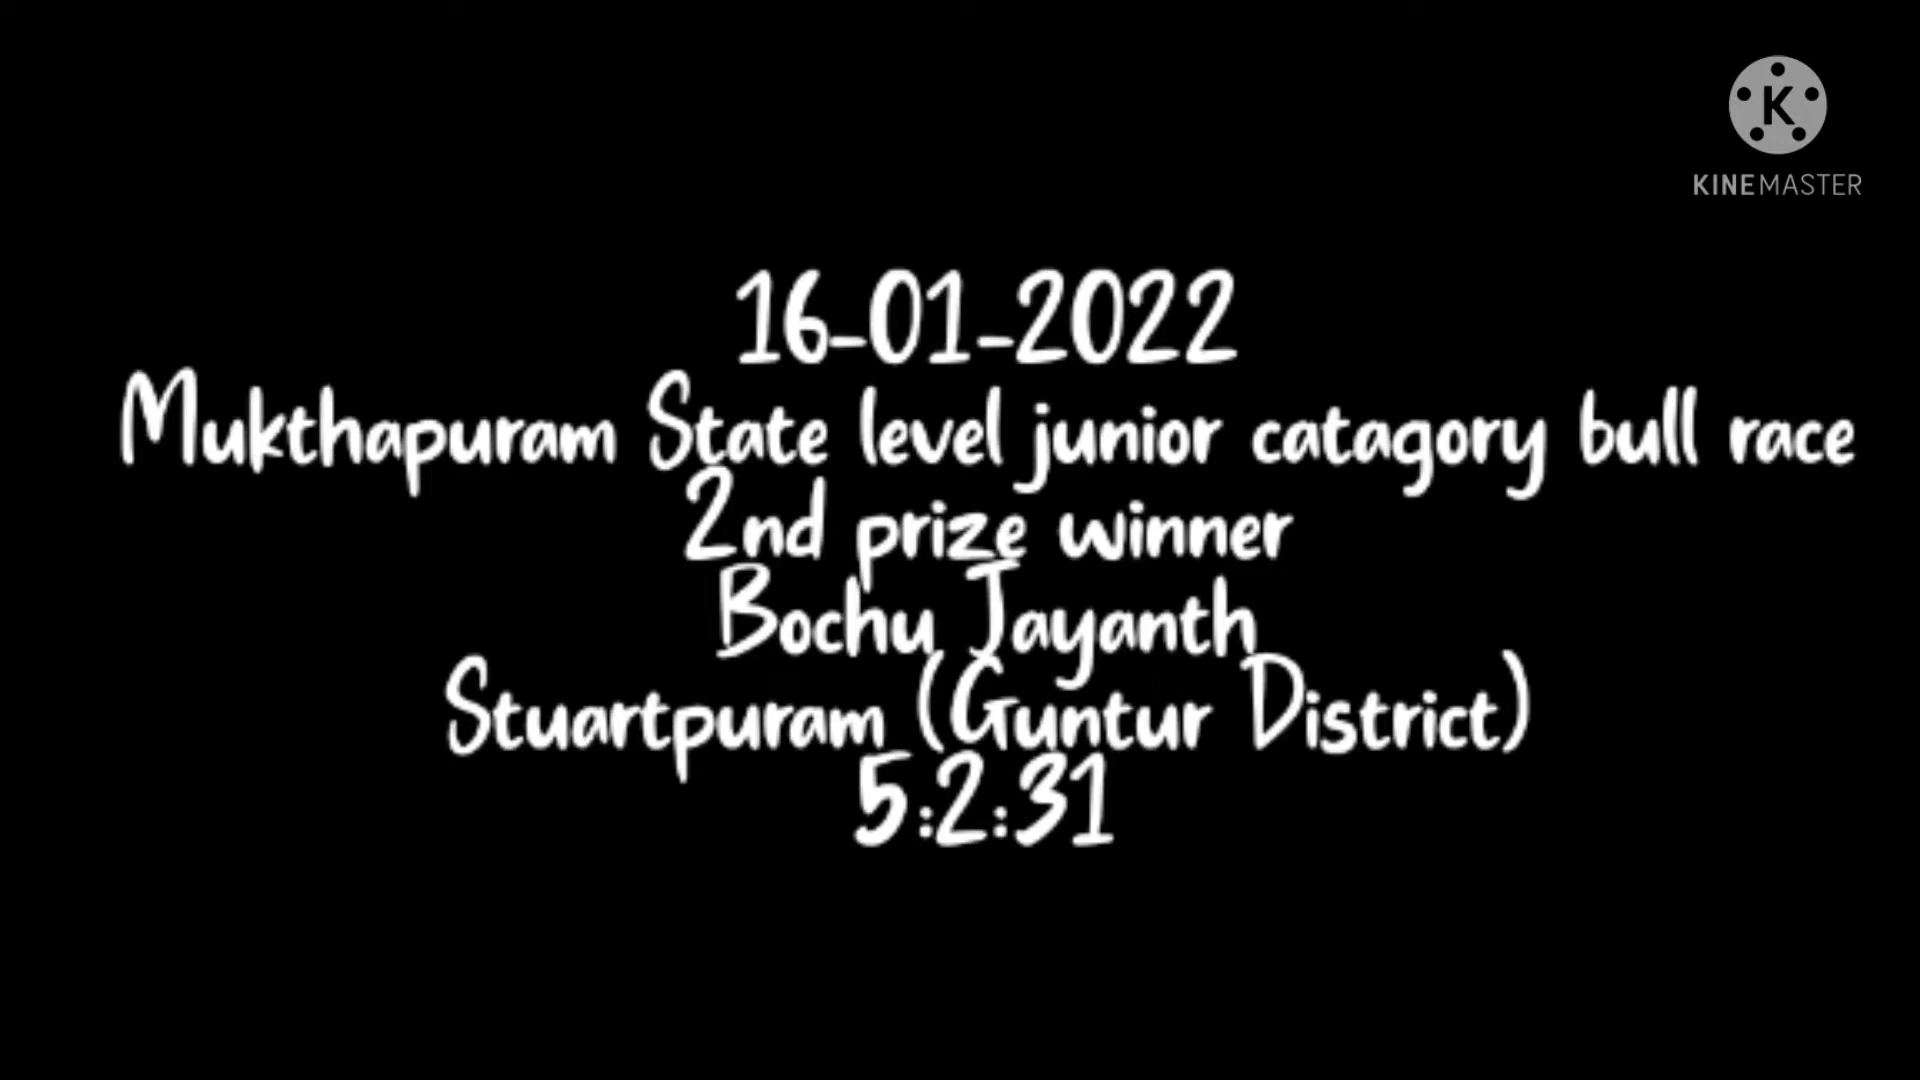 K
KINEMASTER
16-01-2022
Mukthapuram State level junior catagory bull race
2nd prize winner
Bochu Jayanth
Stuartpuram (Guntur District)
5:2:31